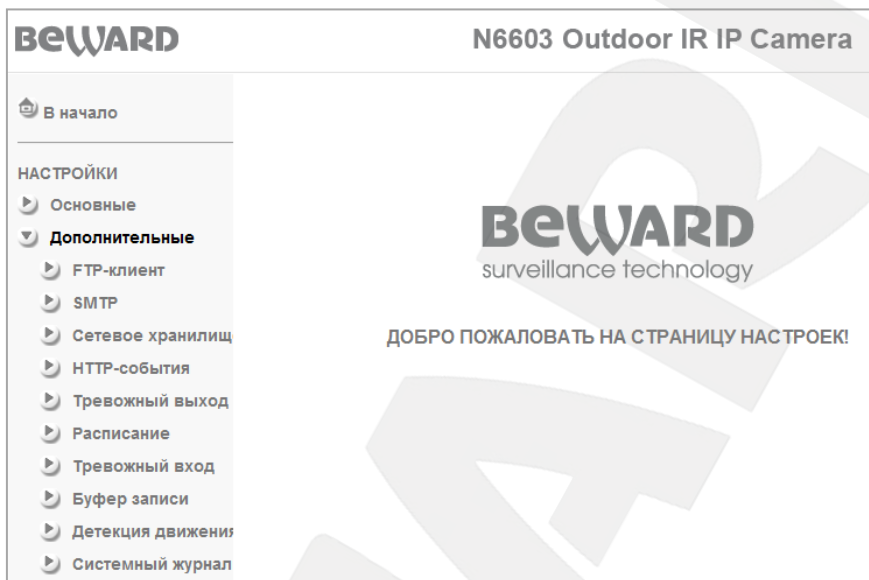 BEWARD
N6603 Outdoor IR IP Camera
В начало
НАСТРОЙКИ
Основные
Дополнительные
FTP-клиент
SMTP
Сетевое хранилищ
HTTP-события
Тревожный выход
Расписание
Тревожный вход
Буфер записи
Детекция движения
Системный журнал
BEWARD
surveillance technology
ДОБРО ПОЖАЛОВАТЬ НА СТРАНИЦУ НАСТРОЕК!